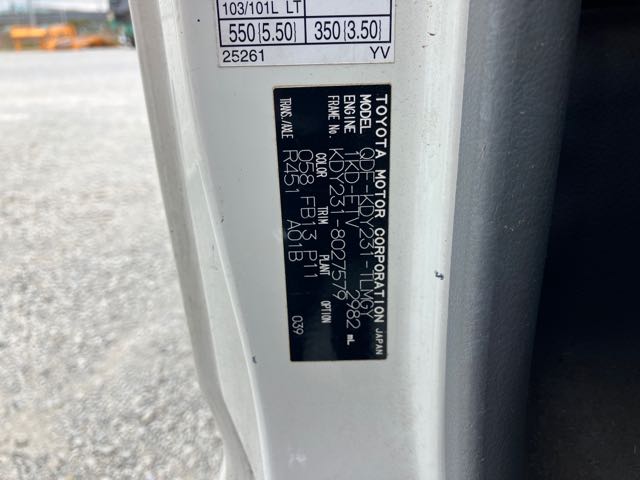 103/101L LT
550{5.50} 350{3.50}
25261 YV
TOYOTA MOTOR CORPORATION JAPAN
MODEL QDF-KDY231-TLMGY
ENGINE 1KD-FTV 2982 mL
FRAME No. KDY231-8027579
COLOR TRIM PLANT OPTION
058 FB13 P11 039
TRANS./AXLE R451 A01B